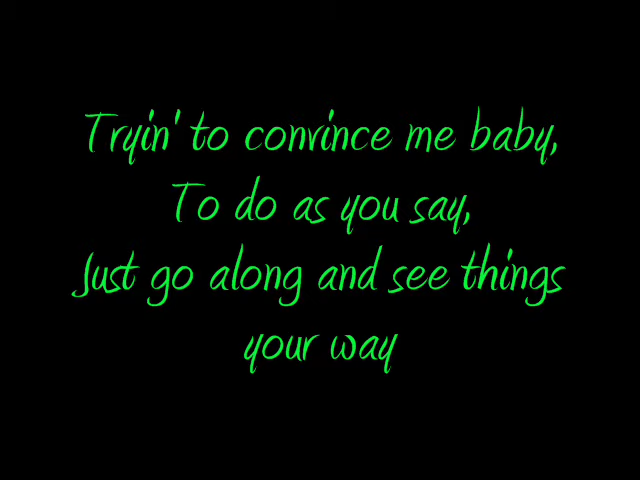 Tryin' to convince me baby,
To do as you say,
Just go along and see things
your way